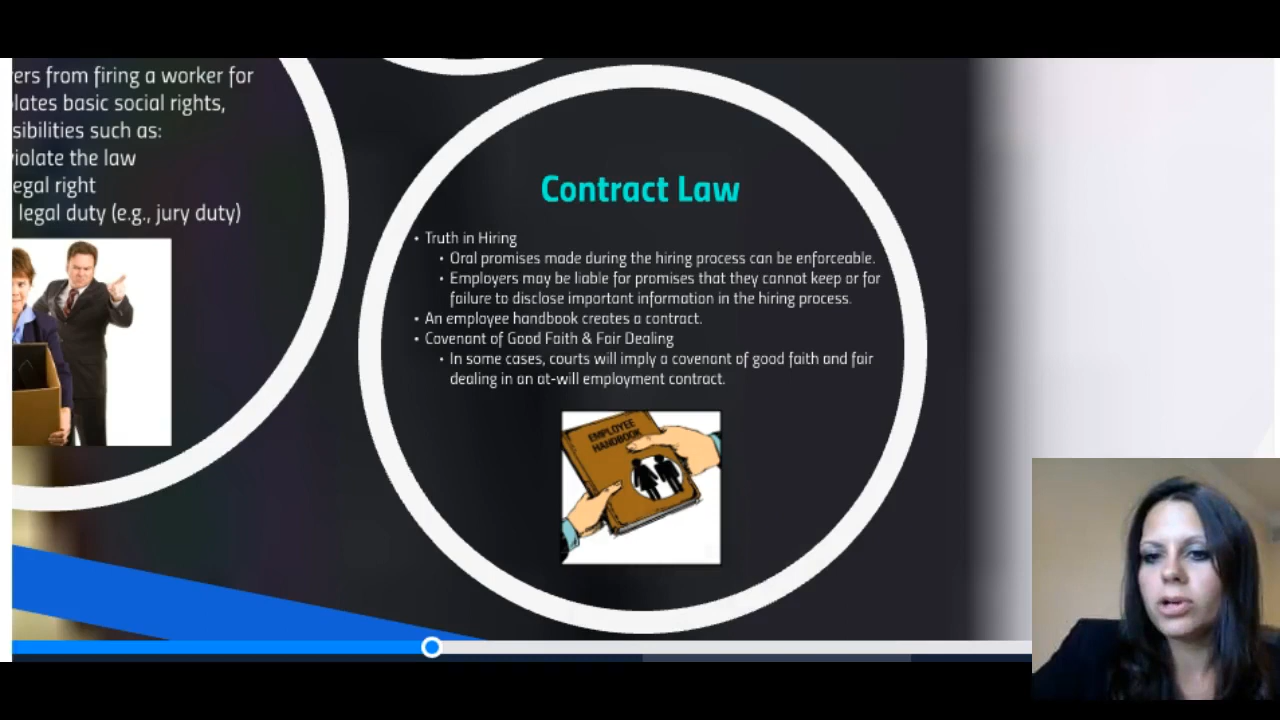 ers from firing a worker for
lates basic social rights,
sibilities such as:
violate the law
egal right
legal duty (e.g., jury duty)
Contract Law
• Truth in Hiring
• Oral promises made during the hiring process can be enforceable.
• Employers may be liable for promises that they cannot keep or for
failure to disclose important information in the hiring process.
• An employee handbook creates a contract.
• Covenant of Good Faith & Fair Dealing
• In some cases, courts will imply a covenant of good faith and fair
dealing in an at-will employment contract.
EMPLOYEE
HANDBOOK